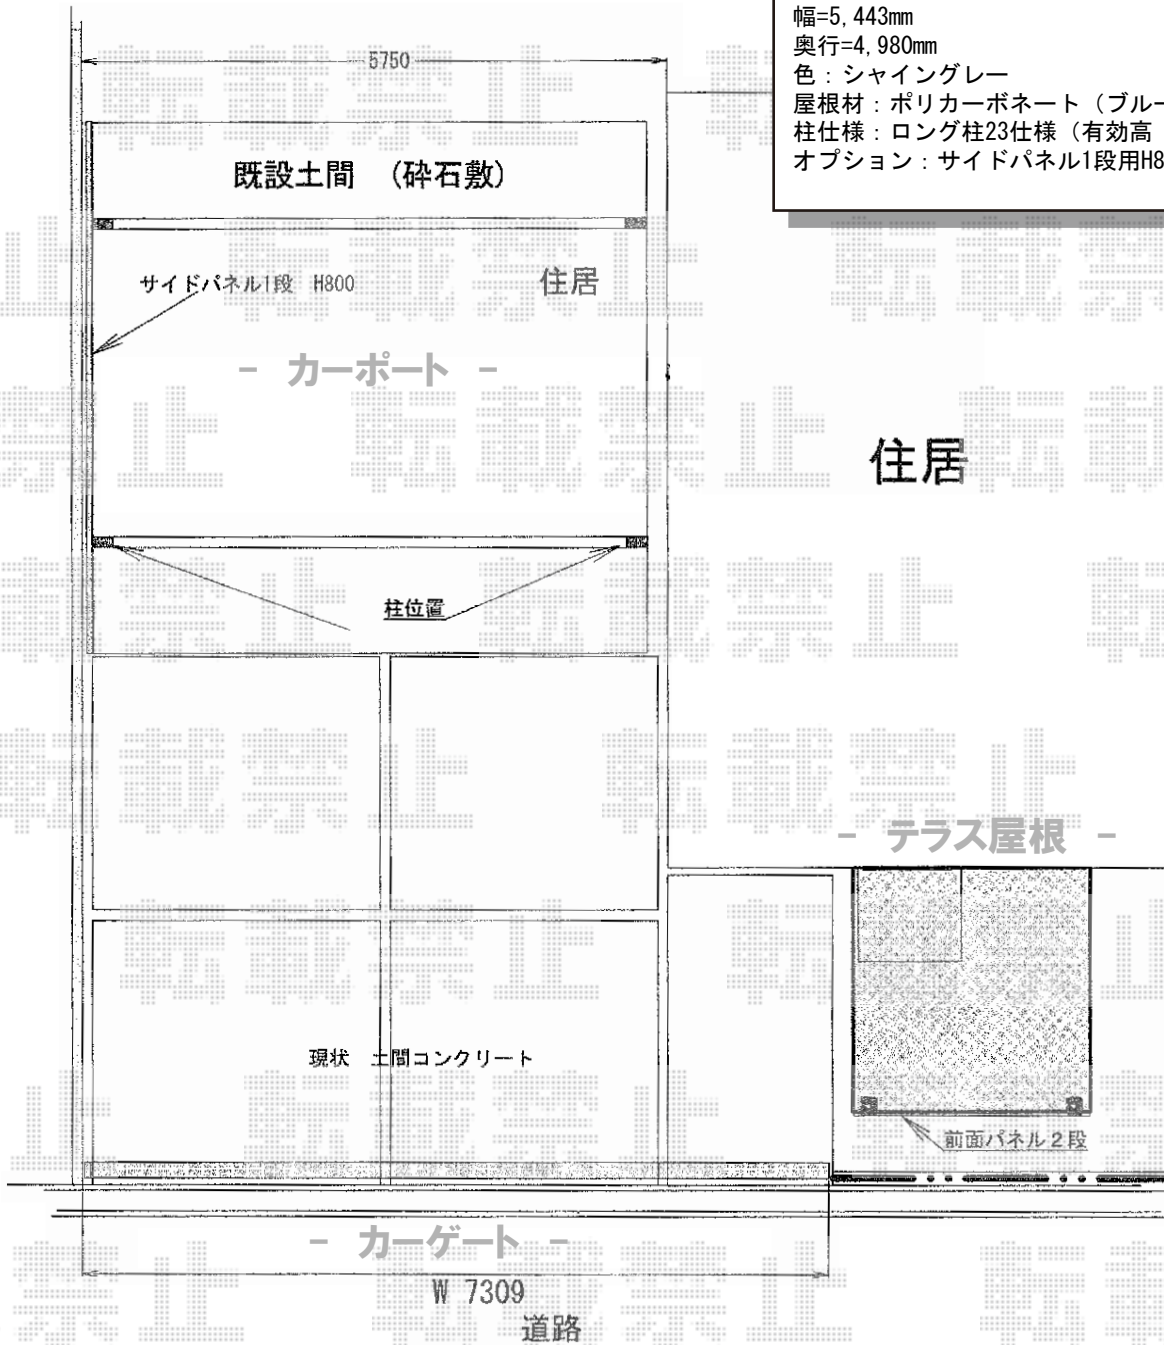 幅=5,443mm
奥行=4,980mm
色：シャイングレー
屋根材：ポリカーボネート（ブルー
柱仕様：ロング柱23仕様（有効高
オプション：サイドパネル1段用H8
5750
既設土間　（砕石敷）
サイドパネル1段　H800
住居
- カーポート -
住居
柱位置
- テラス屋根 -
現状　土間コンクリート
前面パネル２段
- カーゲート -
W 7309
道路
転載禁止